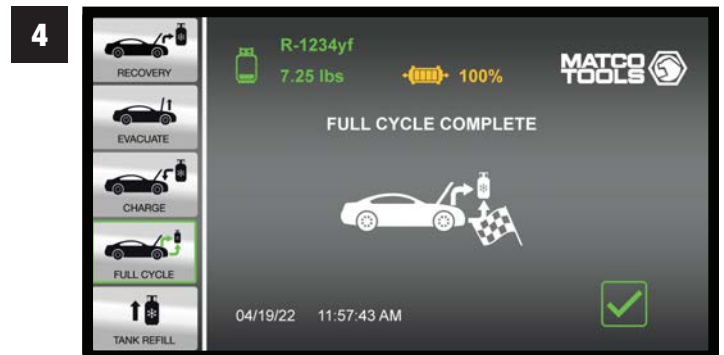 4
RECOVERY
EVACUATE
CHARGE
FULL CYCLE
TANK REFILL
R-1234yf
7.25 lbs
100%
MATCO
TOOLS
FULL CYCLE COMPLETE
04/19/22 11:57:43 AM